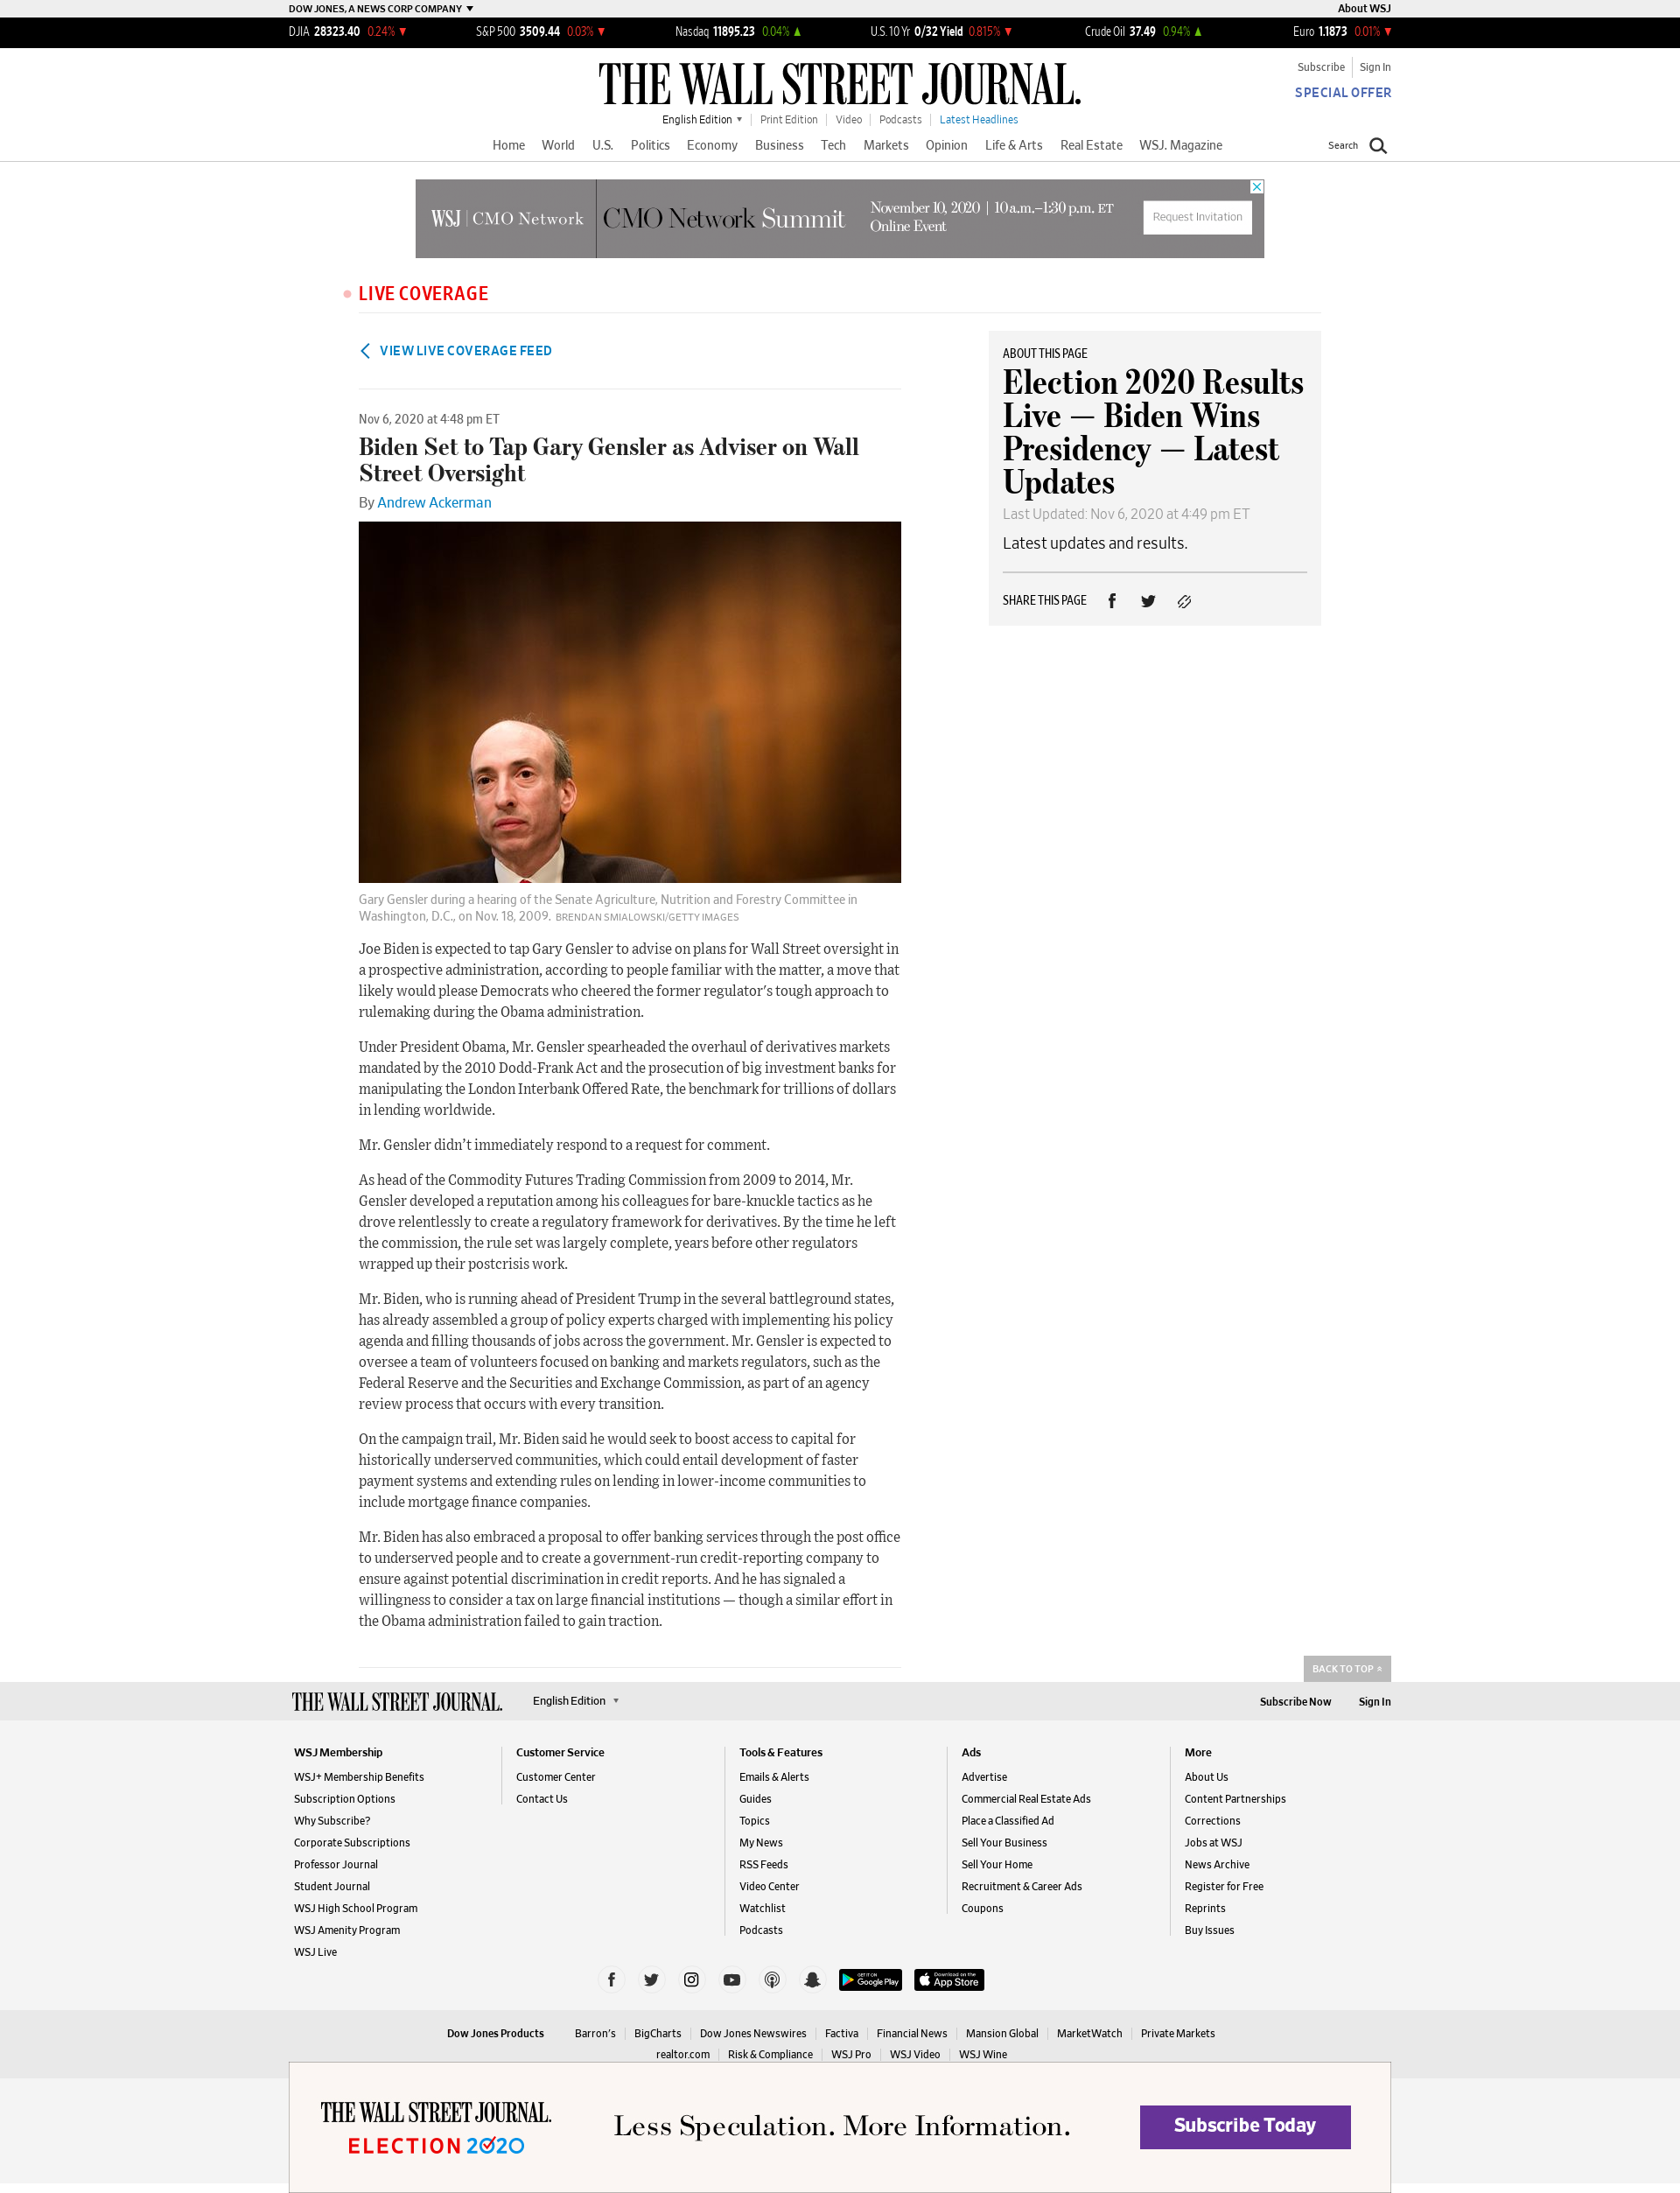 DOW JONES, A NEWS CORP COMPANY
About WSJ
DJIA 28323.40 0.24%
S&P 500 3509.44 0.03%
Nasdaq 11895.23 0.04%
U.S. 10 Yr 0/32 Yield 0.815%
Crude Oil 37.49 0.94%
Euro 1.1873 0.01%
THE WALL STREET JOURNAL.
Subscribe Sign In
SPECIAL OFFER
English Edition Print Edition Video Podcasts Latest Headlines
Home World U.S. Politics Economy Business Tech Markets Opinion Life & Arts Real Estate WSJ. Magazine
Search
WSJ CMO Network
CMO Network Summit
November 10, 2020 | 10 a.m.–1:30 p.m. ET
Online Event
Request Invitation
LIVE COVERAGE
VIEW LIVE COVERAGE FEED
Nov 6, 2020 at 4:48 pm ET
Biden Set to Tap Gary Gensler as Adviser on Wall
Street Oversight
By Andrew Ackerman
Gary Gensler during a hearing of the Senate Agriculture, Nutrition and Forestry Committee in
Washington, D.C., on Nov. 18, 2009. BRENDAN SMIALOWSKI/GETTY IMAGES
Joe Biden is expected to tap Gary Gensler to advise on plans for Wall Street oversight in
a prospective administration, according to people familiar with the matter, a move that
likely would please Democrats who cheered the former regulator's tough approach to
rulemaking during the Obama administration.
Under President Obama, Mr. Gensler spearheaded the overhaul of derivatives markets
mandated by the 2010 Dodd-Frank Act and the prosecution of big investment banks for
manipulating the London Interbank Offered Rate, the benchmark for trillions of dollars
in lending worldwide.
Mr. Gensler didn’t immediately respond to a request for comment.
As head of the Commodity Futures Trading Commission from 2009 to 2014, Mr.
Gensler developed a reputation among his colleagues for bare-knuckle tactics as he
drove relentlessly to create a regulatory framework for derivatives. By the time he left
the commission, the rule set was largely complete, years before other regulators
wrapped up their postcrisis work.
Mr. Biden, who is running ahead of President Trump in the several battleground states,
has already assembled a group of policy experts charged with implementing his policy
agenda and filling thousands of jobs across the government. Mr. Gensler is expected to
oversee a team of volunteers focused on banking and markets regulators, such as the
Federal Reserve and the Securities and Exchange Commission, as part of an agency
review process that occurs with every transition.
On the campaign trail, Mr. Biden said he would seek to boost access to capital for
historically underserved communities, which could entail development of faster
payment systems and extending rules on lending in lower-income communities to
include mortgage finance companies.
Mr. Biden has also embraced a proposal to offer banking services through the post office
to underserved people and to create a government-run credit-reporting company to
ensure against potential discrimination in credit reports. And he has signaled a
willingness to consider a tax on large financial institutions — though a similar effort in
the Obama administration failed to gain traction.
ABOUT THIS PAGE
Election 2020 Results
Live — Biden Wins
Presidency — Latest
Updates
Last Updated: Nov 6, 2020 at 4:49 pm ET
Latest updates and results.
SHARE THIS PAGE
BACK TO TOP
THE WALL STREET JOURNAL.
English Edition
Subscribe Now Sign In
WSJ Membership
WSJ+ Membership Benefits
Subscription Options
Why Subscribe?
Corporate Subscriptions
Professor Journal
Student Journal
WSJ High School Program
WSJ Amenity Program
WSJ Live
Customer Service
Customer Center
Contact Us
Tools & Features
Emails & Alerts
Guides
Topics
My News
RSS Feeds
Video Center
Watchlist
Podcasts
Ads
Advertise
Commercial Real Estate Ads
Place a Classified Ad
Sell Your Business
Sell Your Home
Recruitment & Career Ads
Coupons
More
About Us
Content Partnerships
Corrections
Jobs at WSJ
News Archive
Register for Free
Reprints
Buy Issues
GET IT ON
Google Play
Download on the
App Store
Dow Jones Products Barron's BigCharts Dow Jones Newswires Factiva Financial News Mansion Global MarketWatch Private Markets
realtor.com Risk & Compliance WSJ Pro WSJ Video WSJ Wine
THE WALL STREET JOURNAL.
ELECTION 2020
Less Speculation. More Information.
Subscribe Today